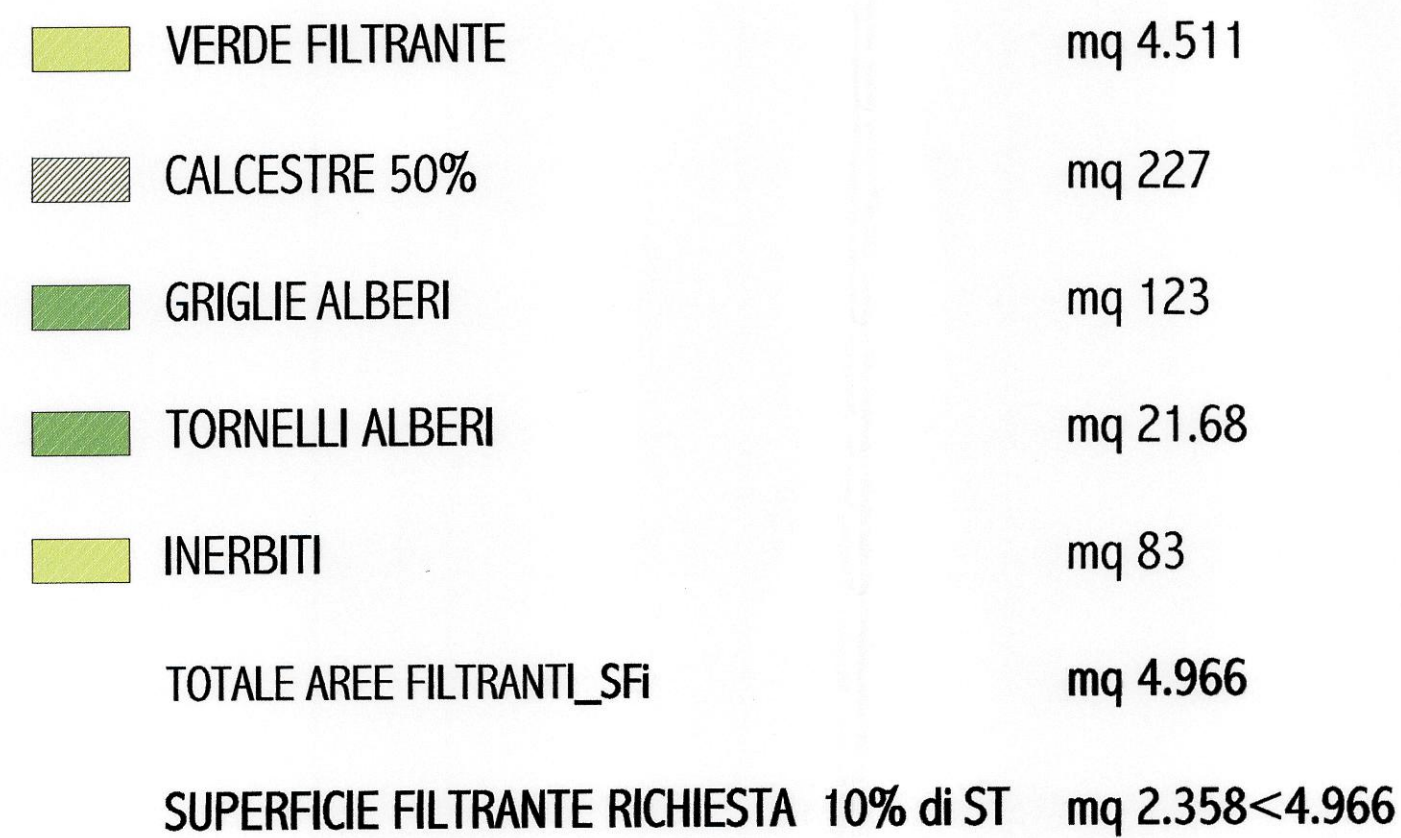 VERDE FILTRANTE mq 4.511
CALCESTRE 50% mq 227
GRIGLIE ALBERI mq 123
TORNELLI ALBERI mq 21.68
INERBITI mq 83
TOTALE AREE FILTRANTI_SFi mq 4.966
SUPERFICIE FILTRANTE RICHIESTA 10% di ST mq 2.358<4.966